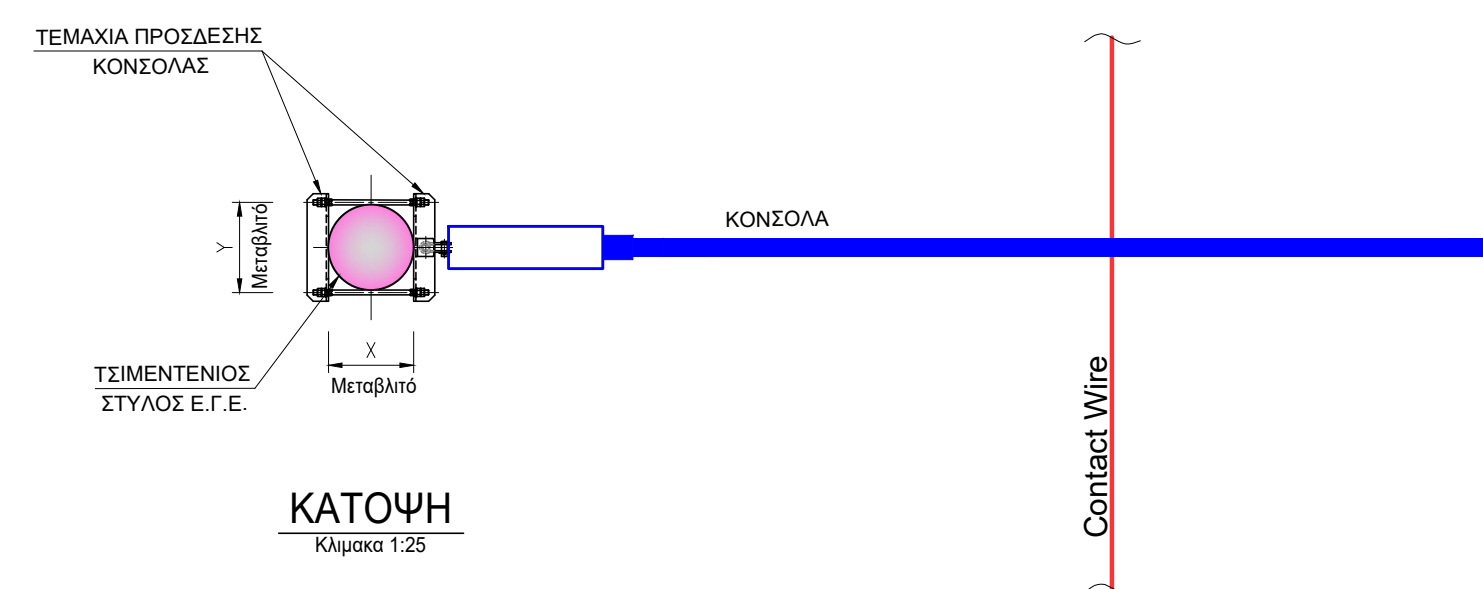 ΤΕΜΑΧΙΑ ΠΡΟΣΔΕΣΗΣ
ΚΟΝΣΟΛΑΣ
ΚΟΝΣΟΛΑ
Y
Μεταβλιτό
X
Μεταβλιτό
ΤΣΙΜΕΝΤΕΝΙΟΣ
ΣΤΥΛΟΣ Ε.Γ.Ε.
Contact Wire
ΚΑΤΟΨΗ
Κλιμακα 1:25